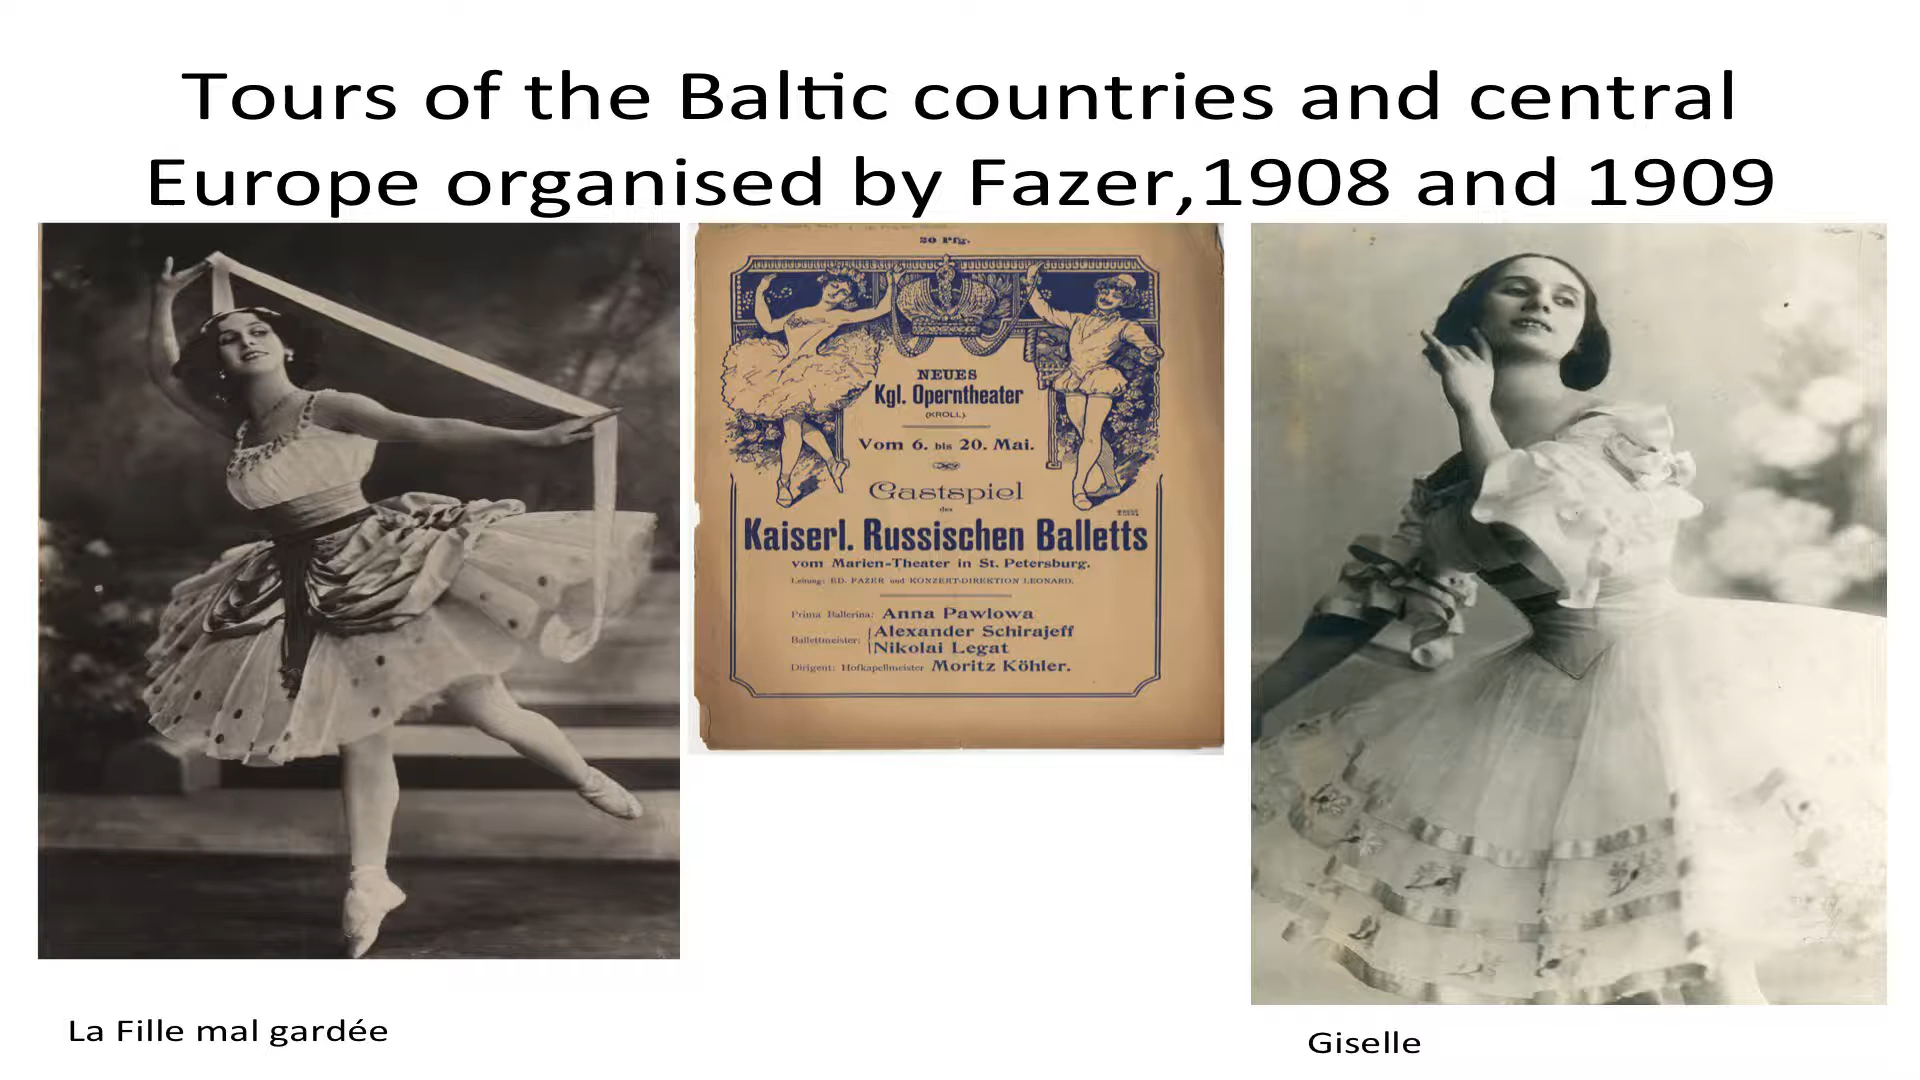 Tours of the Baltic countries and central
Europe organised by Fazer,1908 and 1909
20 Pfg.
NEUES
Kgl. Operntheater
(KROLL).
Vom 6. bis 20. Mai.
Gastspiel
des
Kaiserl. Russischen Balletts
vom Marien-Theater in St. Petersburg.
Leitung: ED. FAZER und KONZERT-DIREKTION LEONARD.
Prima Ballerina: Anna Pawlowa
Ballettmeister: Alexander Schirajeff
Nikolai Legat
Dirigent: Hofkapellmeister Moritz Köhler.
La Fille mal gardée
Giselle